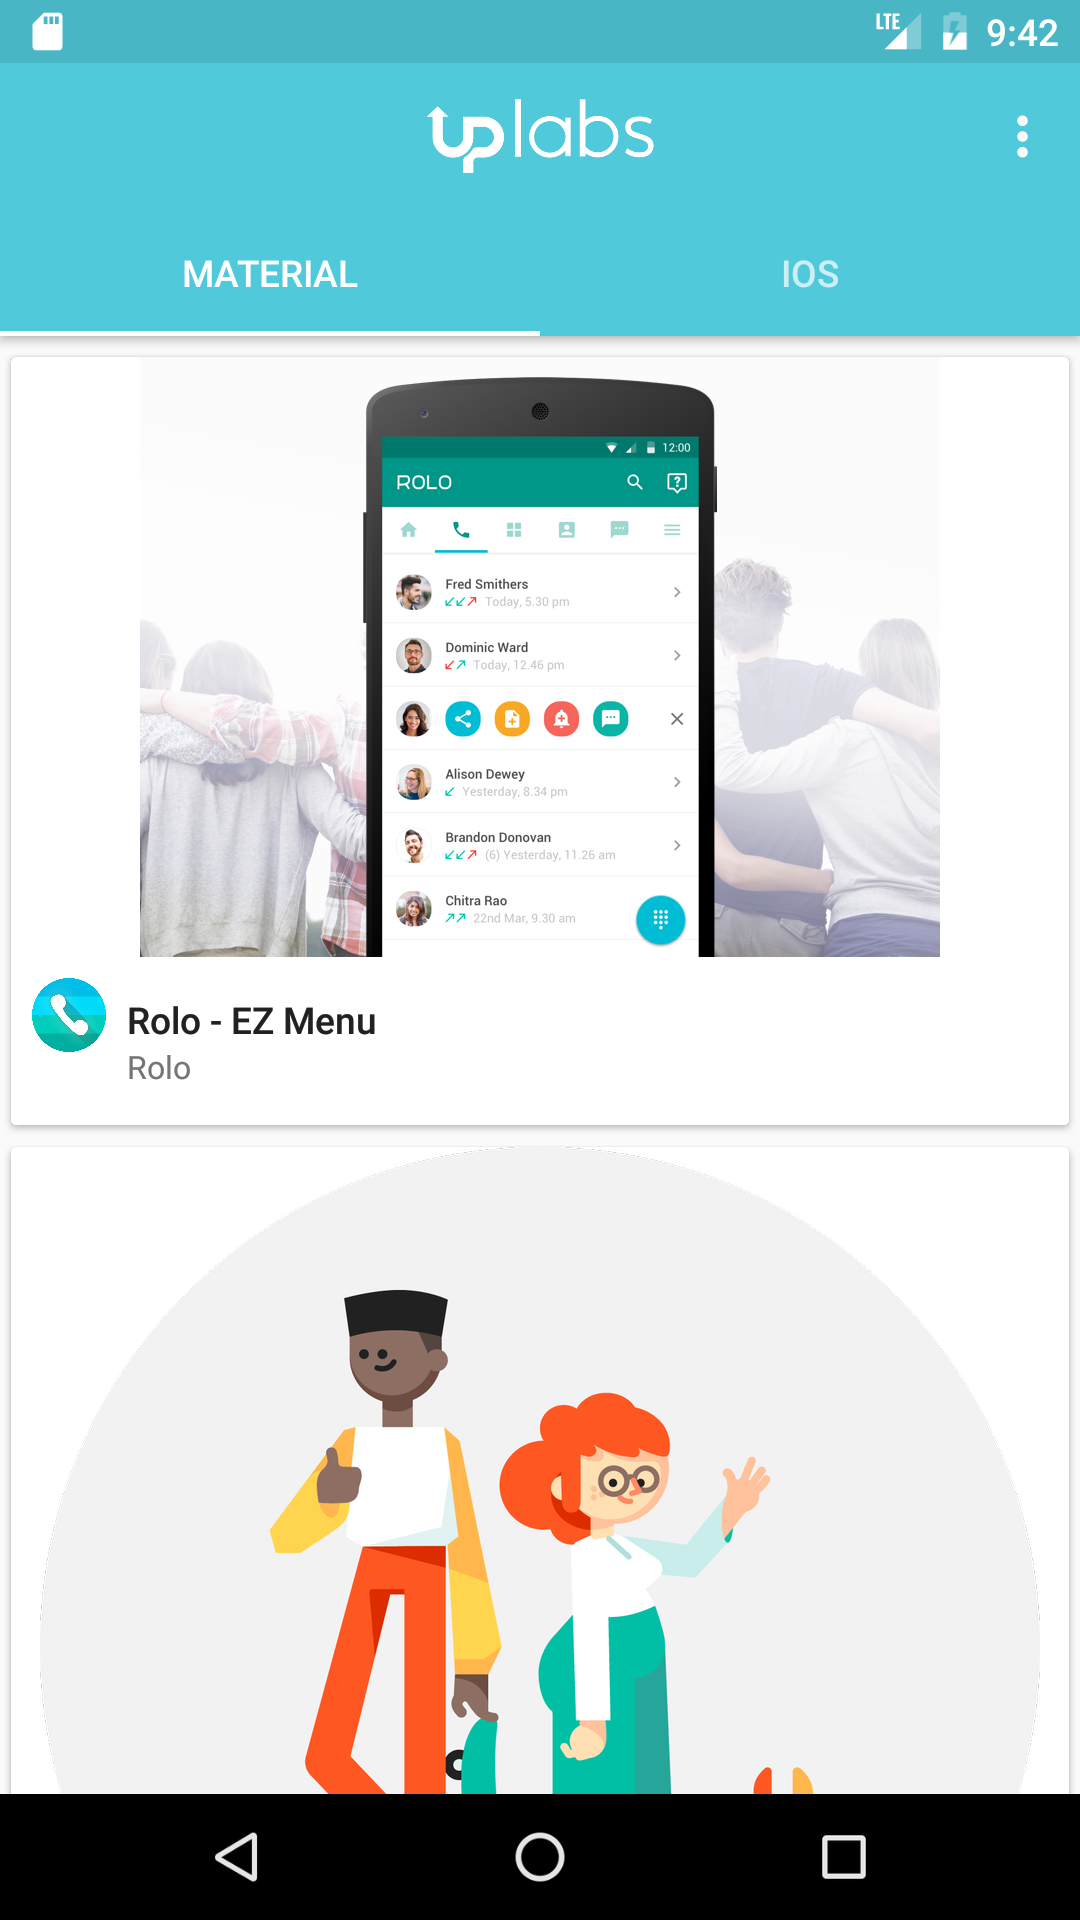 LTE 9:42
uplabs
MATERIAL
IOS
12:00
ROLO
Fred Smithers
Today, 5.30 pm
Dominic Ward
Today, 12.46 pm
Alison Dewey
Yesterday, 8.34 pm
Brandon Donovan
(6) Yesterday, 11.26 am
Chitra Rao
22nd Mar, 9.30 am
Rolo - EZ Menu
Rolo